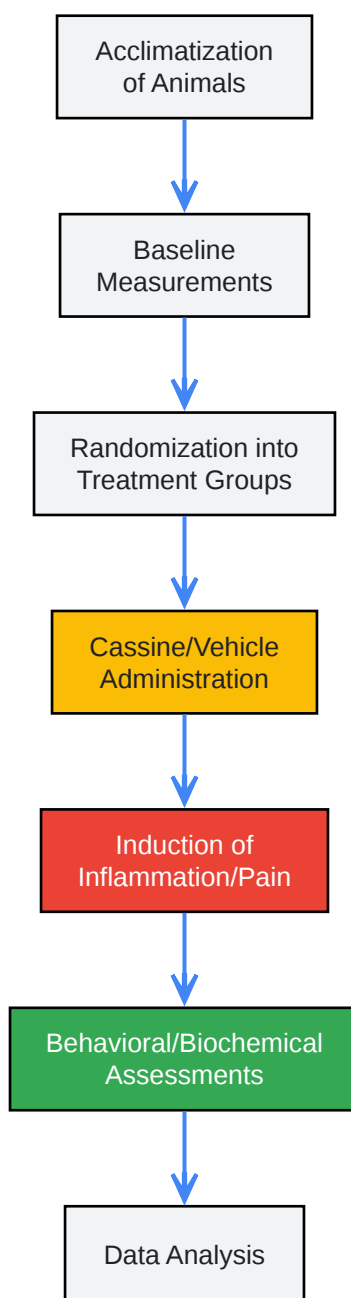 Acclimatization
of Animals
Baseline
Measurements
Randomization into
Treatment Groups
Cassine/Vehicle
Administration
Induction of
Inflammation/Pain
Behavioral/Biochemical
Assessments
Data Analysis